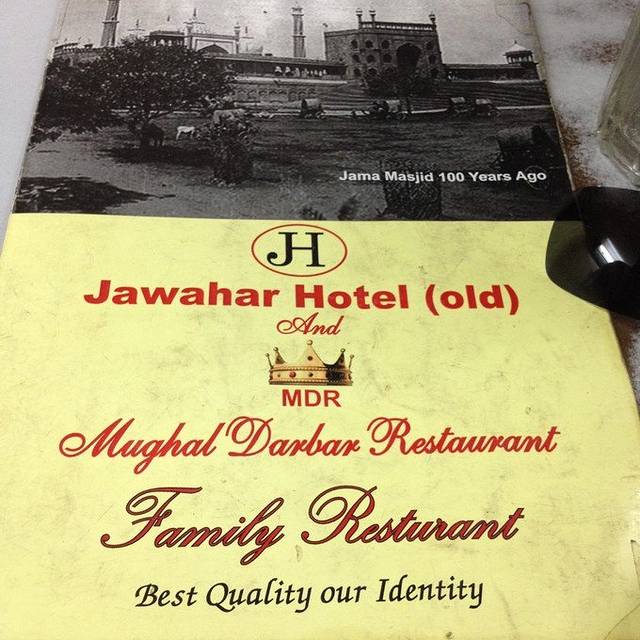 Jama Masjid 100 Years Ago
JH
Jawahar Hotel (old)
And
MDR
Mughal Darbar Restaurant
Family Resturant
Best Quality our Identity